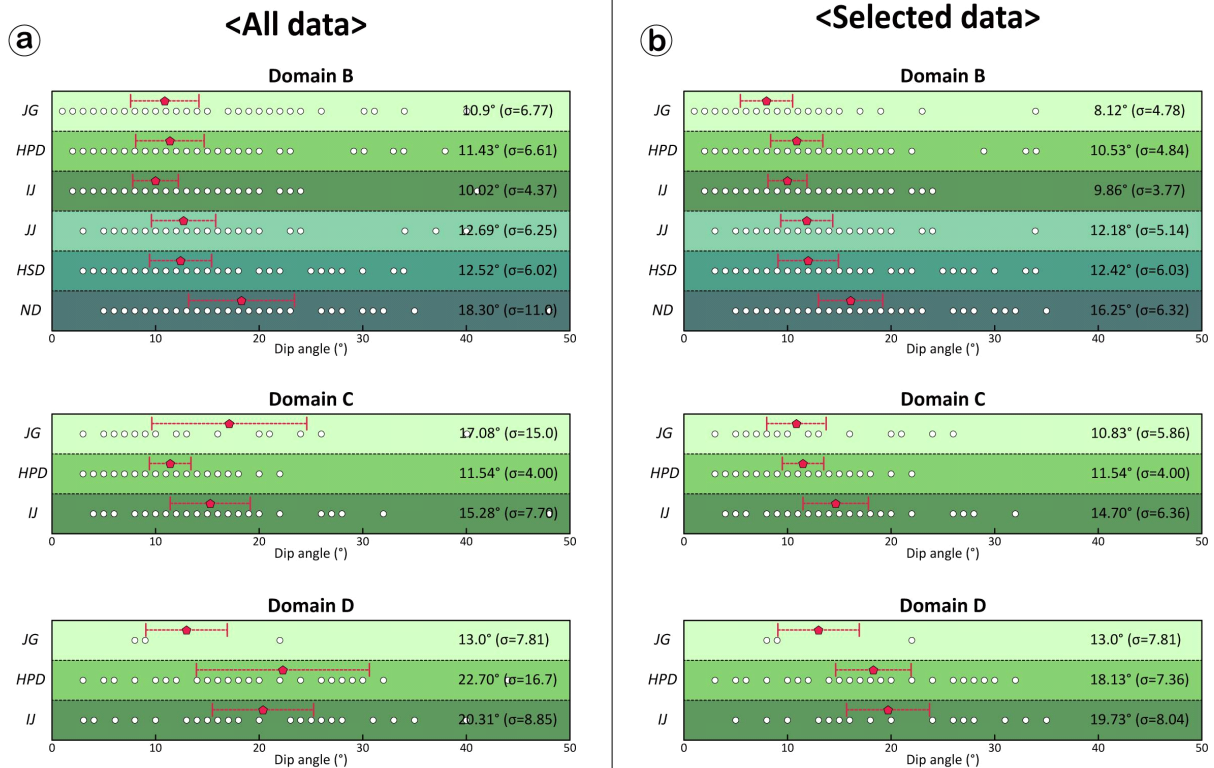 a
<All data>
Domain B
JG 10.9° (σ=6.77)
HPD 11.43° (σ=6.61)
IJ 10.02° (σ=4.37)
JJ 12.69° (σ=6.25)
HSD 12.52° (σ=6.02)
ND 18.30° (σ=11.0)
0 10 20 30 40 50
Dip angle (°)
Domain C
JG 17.08° (σ=15.0)
HPD 11.54° (σ=4.00)
IJ 15.28° (σ=7.70)
0 10 20 30 40 50
Dip angle (°)
Domain D
JG 13.0° (σ=7.81)
HPD 22.70° (σ=16.7)
IJ 20.31° (σ=8.85)
0 10 20 30 40 50
Dip angle (°)
b
<Selected data>
Domain B
JG 8.12° (σ=4.78)
HPD 10.53° (σ=4.84)
IJ 9.86° (σ=3.77)
JJ 12.18° (σ=5.14)
HSD 12.42° (σ=6.03)
ND 16.25° (σ=6.32)
0 10 20 30 40 50
Dip angle (°)
Domain C
JG 10.83° (σ=5.86)
HPD 11.54° (σ=4.00)
IJ 14.70° (σ=6.36)
0 10 20 30 40 50
Dip angle (°)
Domain D
JG 13.0° (σ=7.81)
HPD 18.13° (σ=7.36)
IJ 19.73° (σ=8.04)
0 10 20 30 40 50
Dip angle (°)